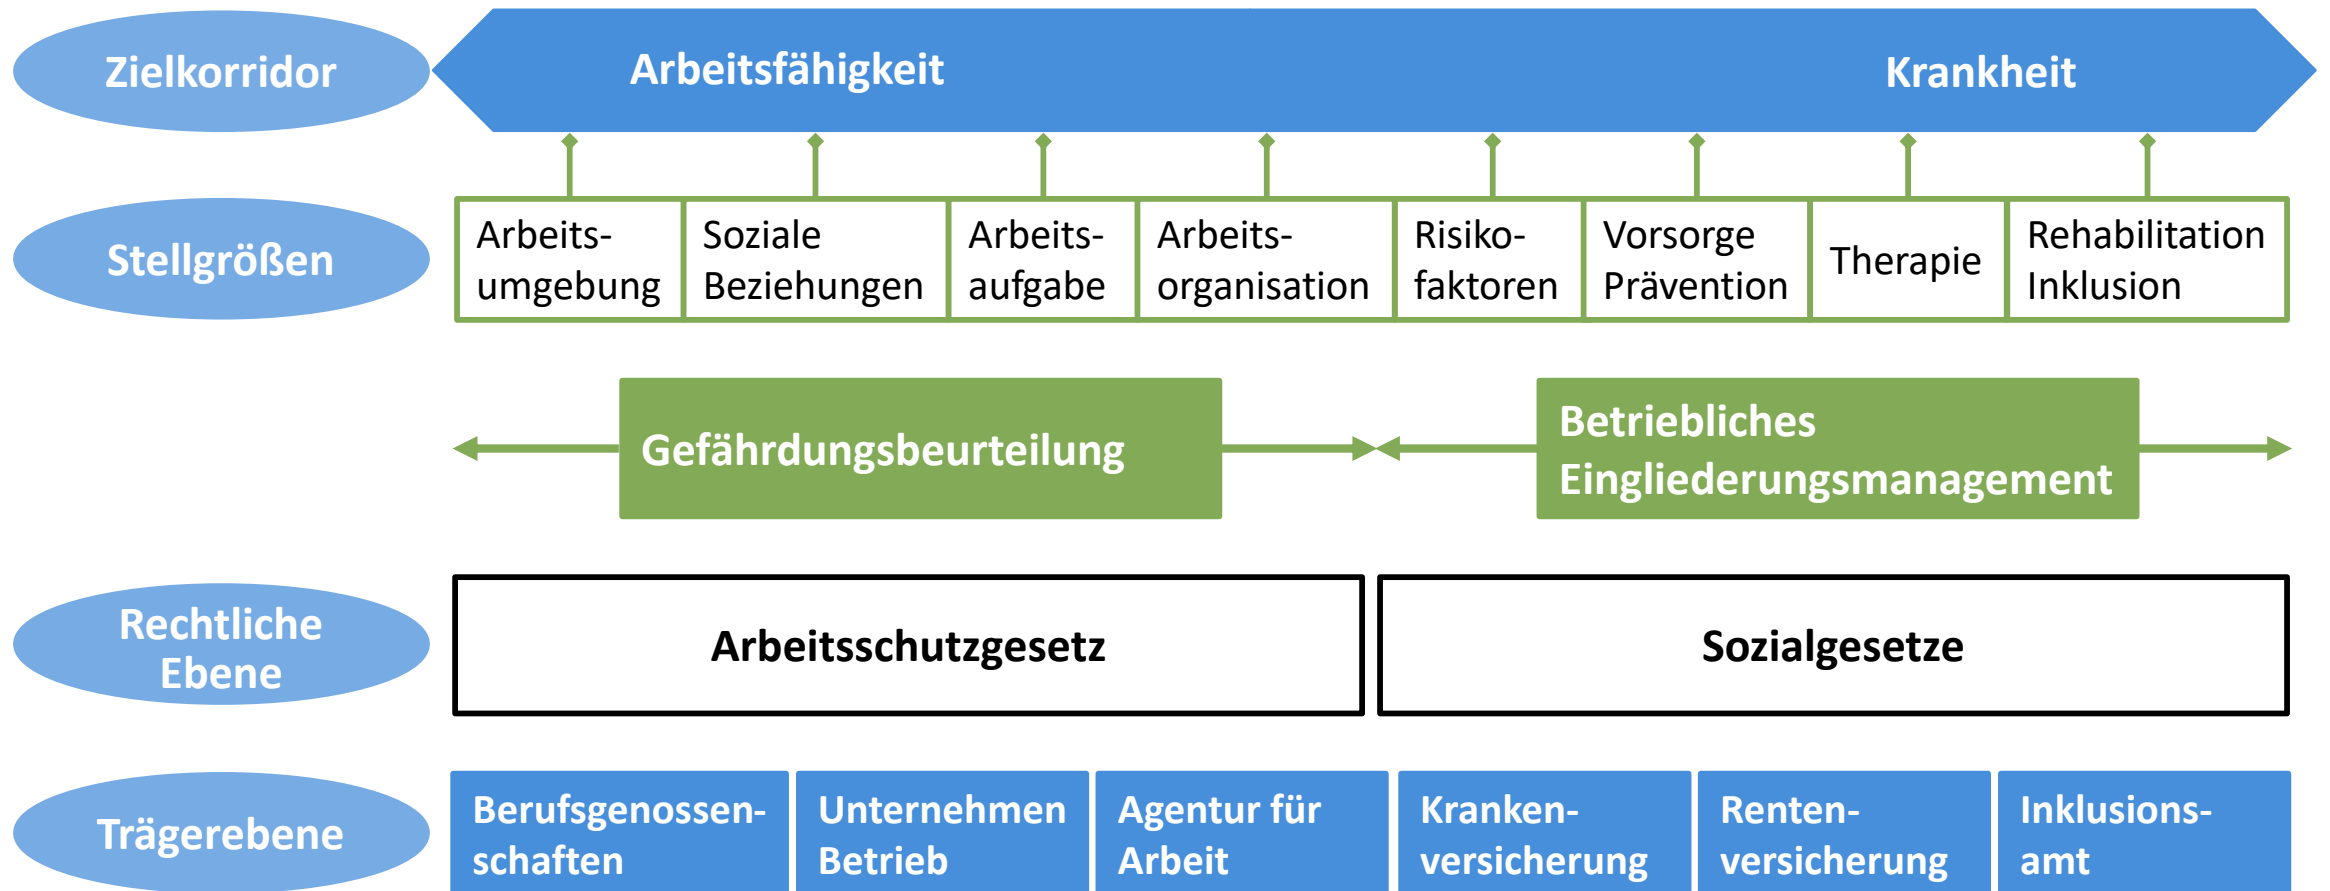 Zielkorridor
Arbeitsfähigkeit
Krankheit
Stellgrößen
Arbeits-
umgebung
Soziale
Beziehungen
Arbeits-
aufgabe
Arbeits-
organisation
Risiko-
faktoren
Vorsorge
Prävention
Therapie
Rehabilitation
Inklusion
Gefährdungsbeurteilung
Betriebliches
Eingliederungsmanagement
Rechtliche
Ebene
Arbeitsschutzgesetz
Sozialgesetze
Trägerebene
Berufsgenossen-
schaften
Unternehmen
Betrieb
Agentur für
Arbeit
Kranken-
versicherung
Renten-
versicherung
Inklusions-
amt